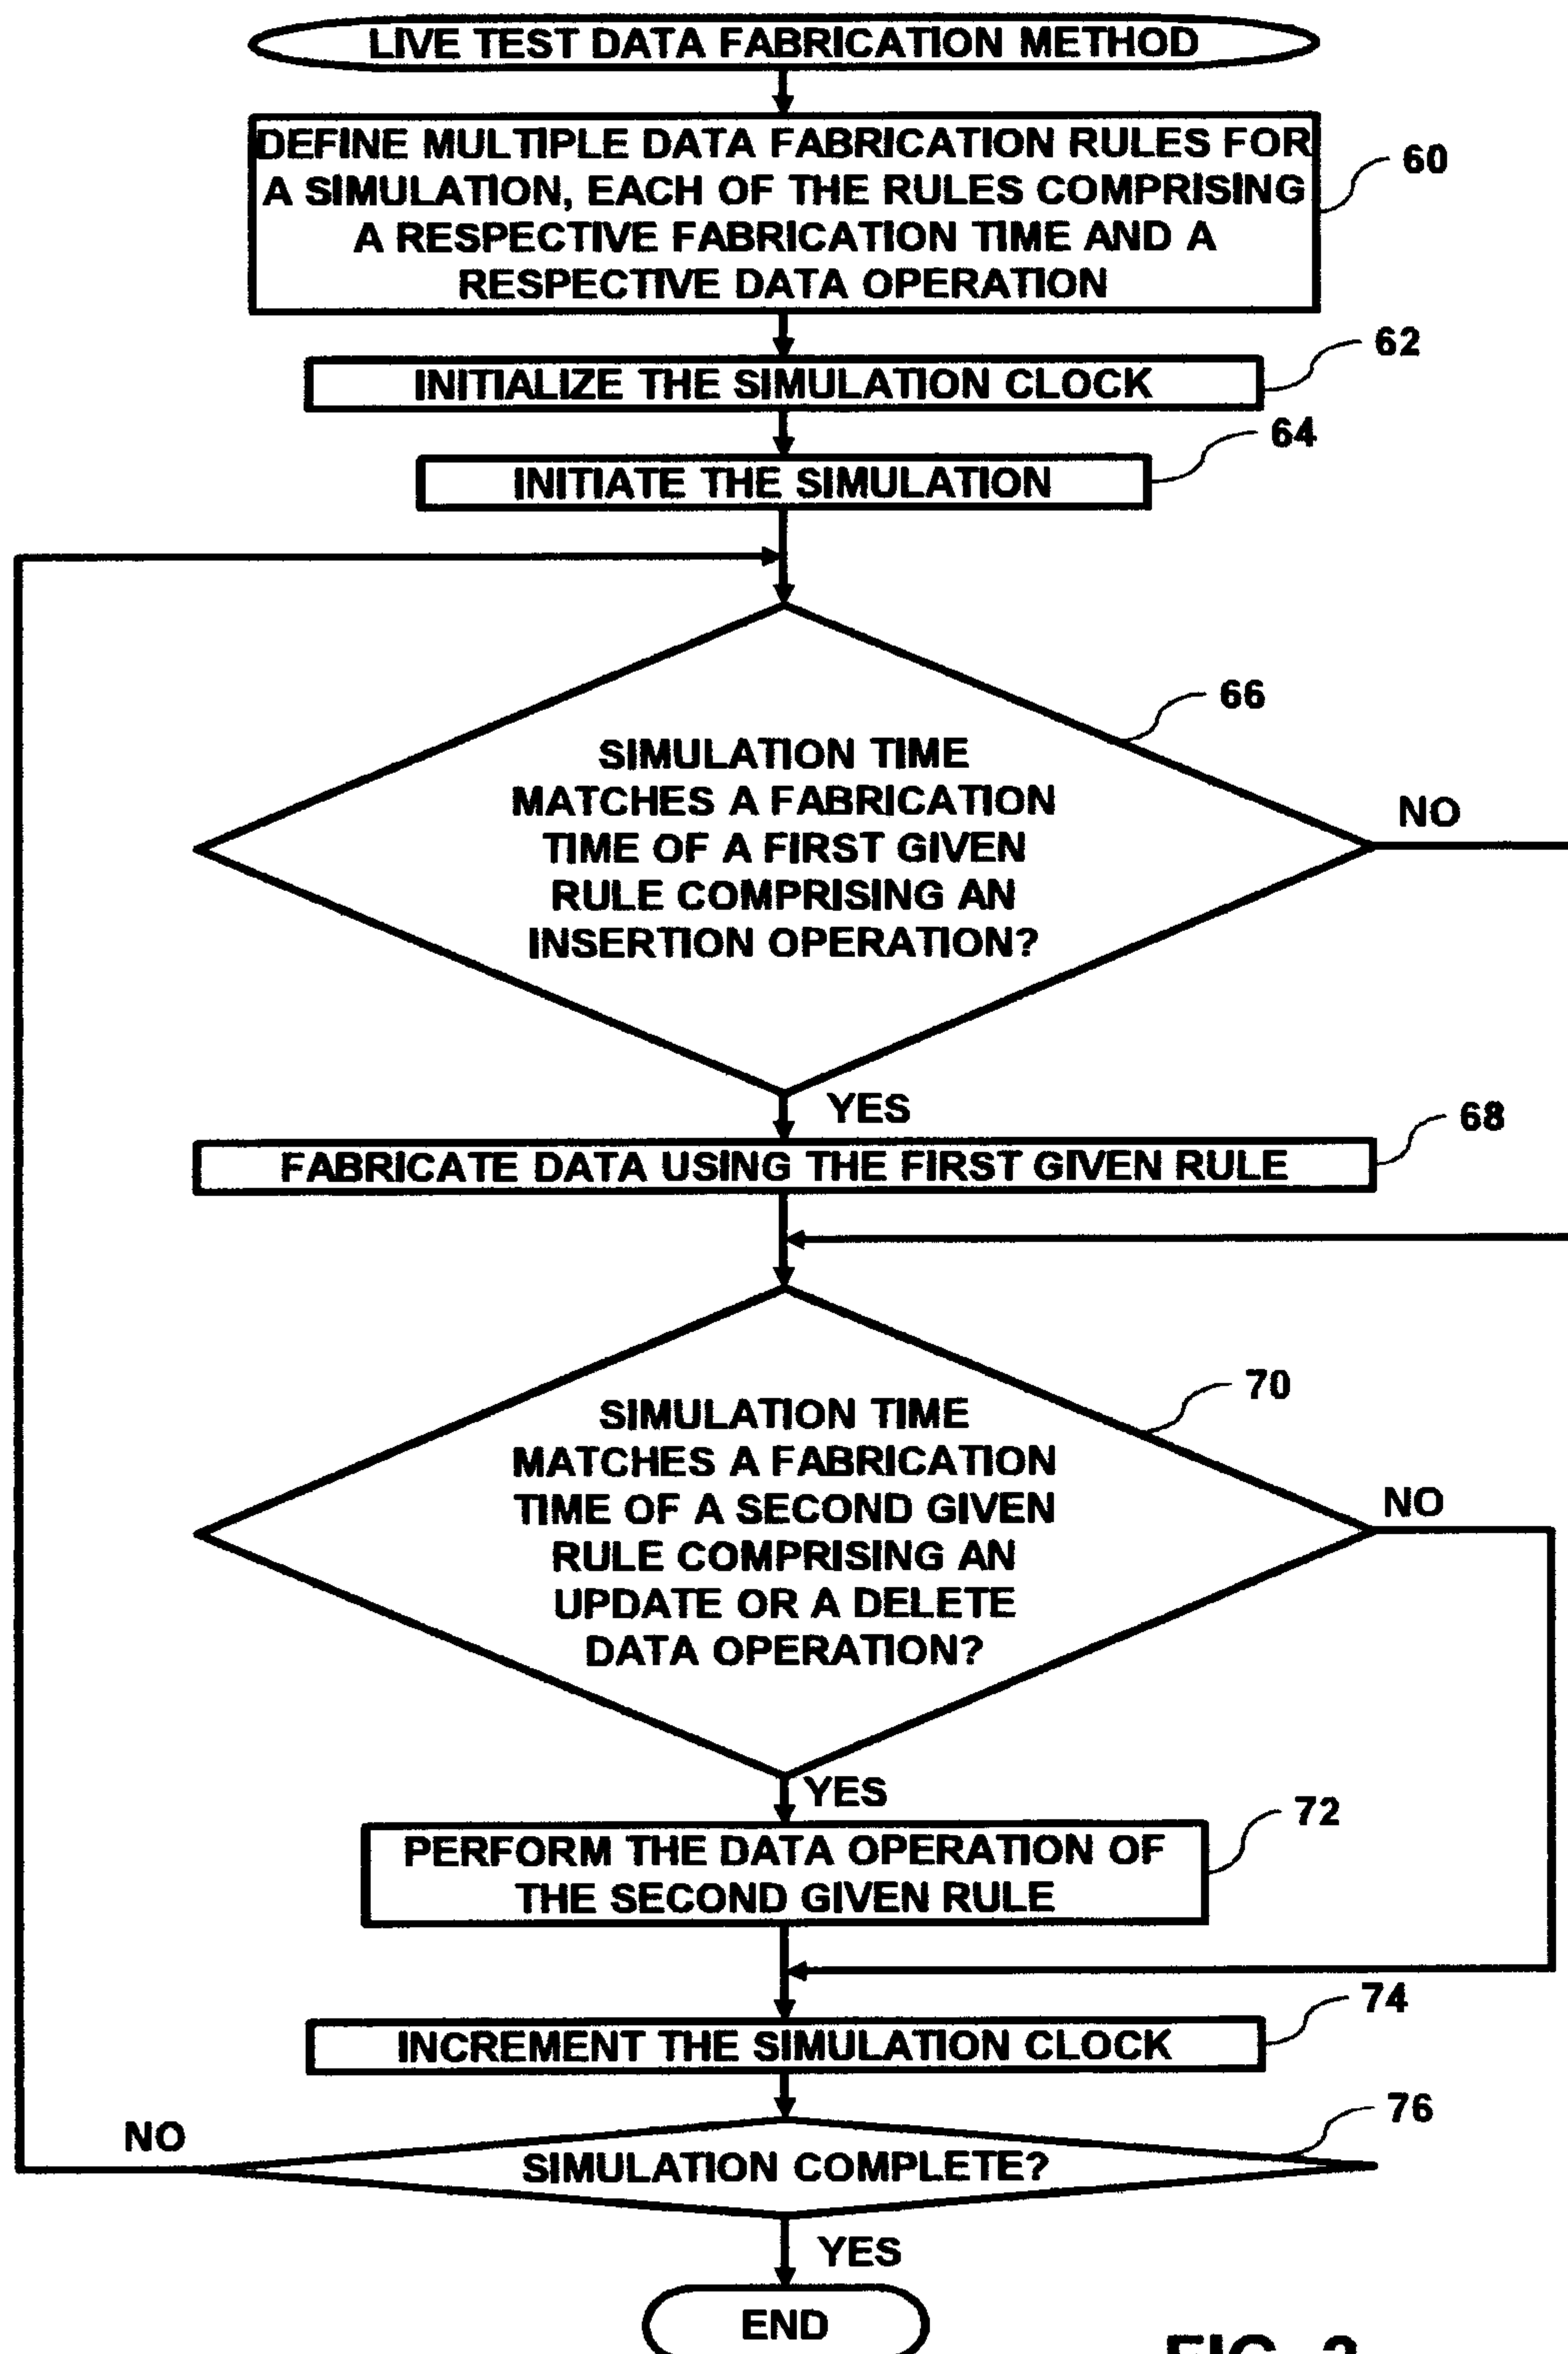 LIVE TEST DATA FABRICATION METHOD
DEFINE MULTIPLE DATA FABRICATION RULES FOR
A SIMULATION, EACH OF THE RULES COMPRISING
A RESPECTIVE FABRICATION TIME AND A
RESPECTIVE DATA OPERATION
60
INITIALIZE THE SIMULATION CLOCK
62
INITIATE THE SIMULATION
64
SIMULATION TIME
MATCHES A FABRICATION
TIME OF A FIRST GIVEN
RULE COMPRISING AN
INSERTION OPERATION?
66
NO
YES
FABRICATE DATA USING THE FIRST GIVEN RULE
68
SIMULATION TIME
MATCHES A FABRICATION
TIME OF A SECOND GIVEN
RULE COMPRISING AN
UPDATE OR A DELETE
DATA OPERATION?
70
NO
YES
PERFORM THE DATA OPERATION OF
THE SECOND GIVEN RULE
72
INCREMENT THE SIMULATION CLOCK
74
SIMULATION COMPLETE?
76
NO
YES
END
FIG.